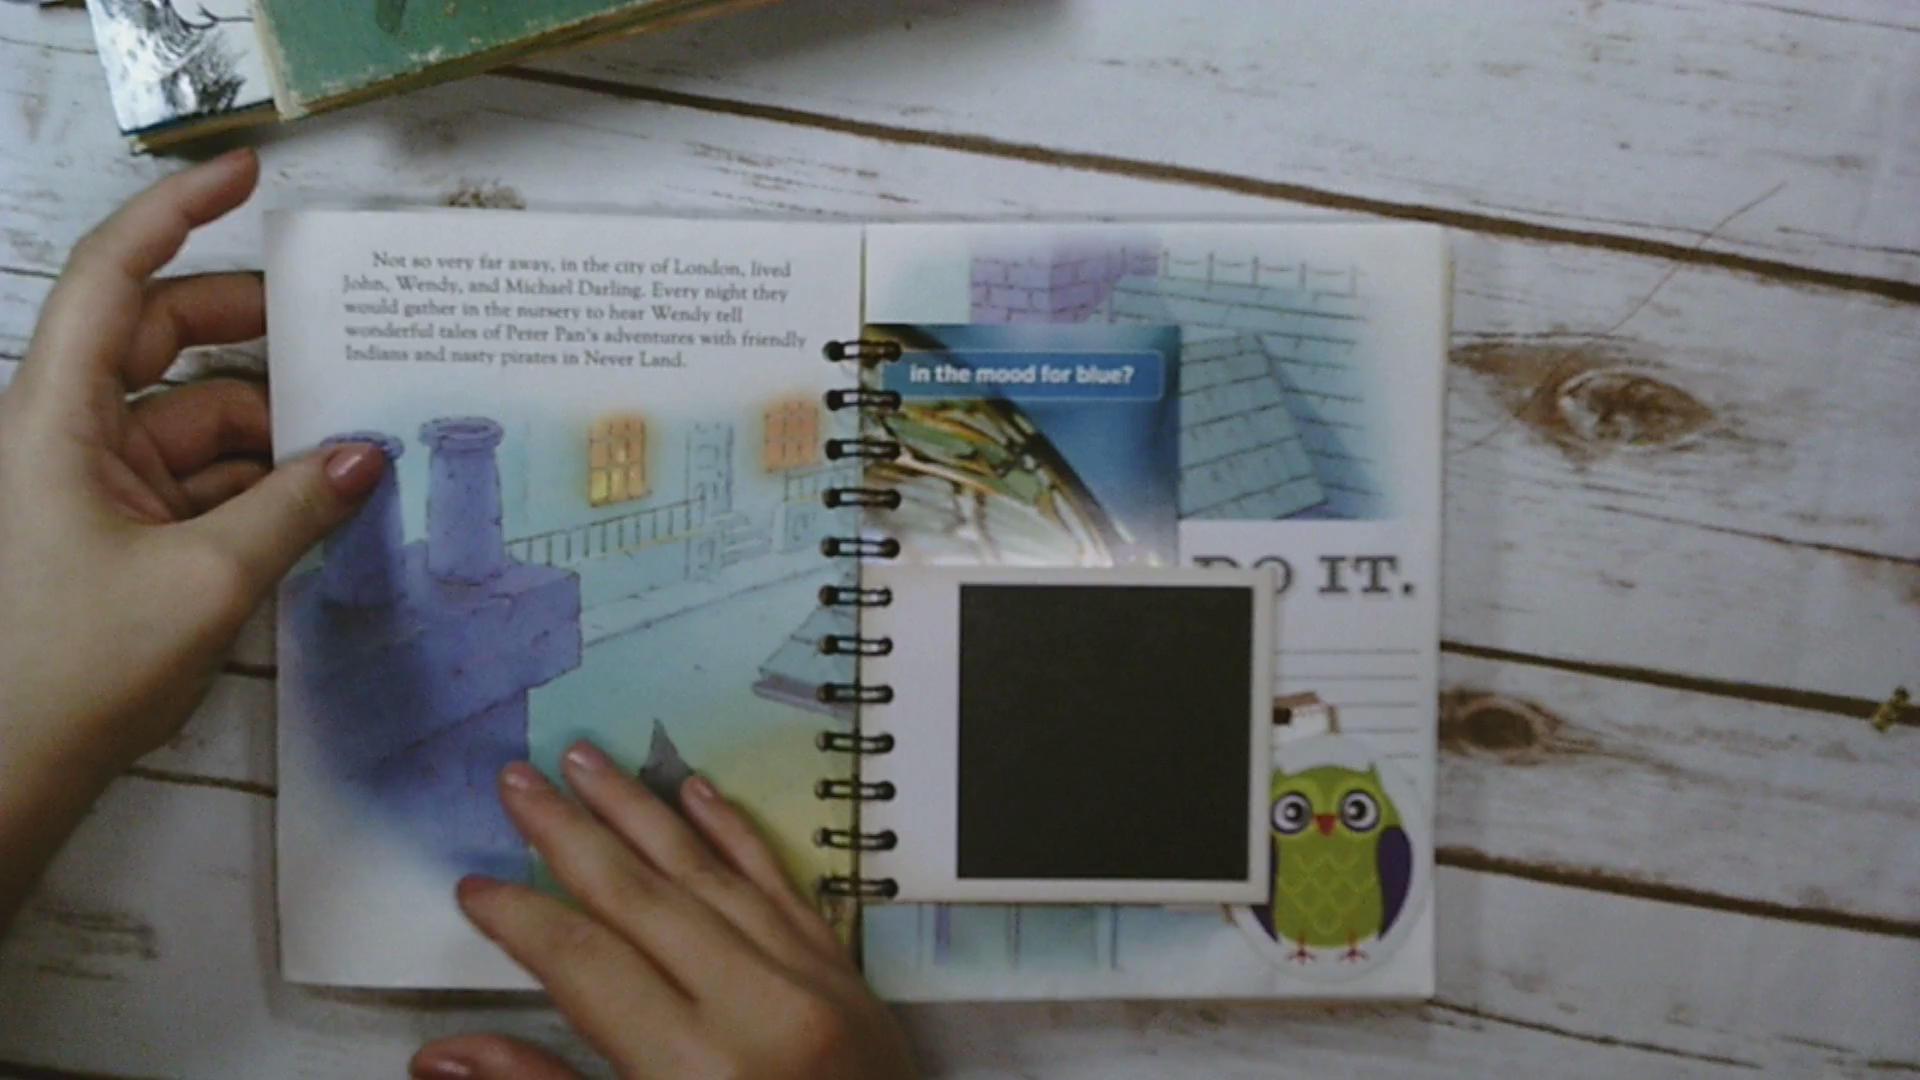 Not so very far away, in the city of London, lived
John, Wendy, and Michael Darling. Every night they
would gather in the nursery to hear Wendy tell
wonderful tales of Peter Pan's adventures with friendly
Indians and nasty pirates in Never Land.
in the mood for blue?
DO IT.